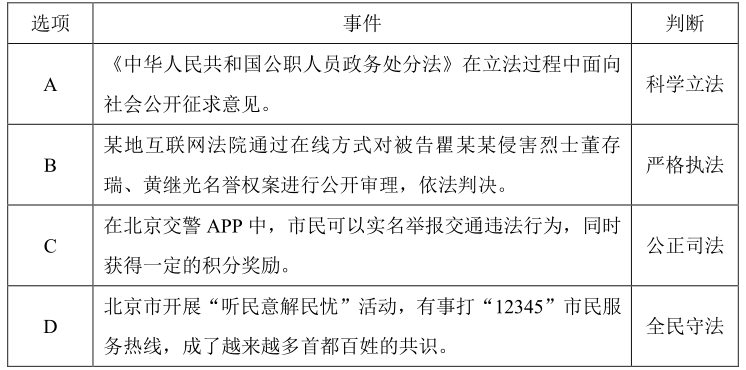 选项 事件 判断
A 《中华人民共和国公职人员政务处分法》在立法过程中面向
社会公开征求意见。 科学立法
B 某地互联网法院通过在线方式对被告瞿某某侵害烈士董存
瑞、黄继光名誉权案进行公开审理，依法判决。 严格执法
C 在北京交警 APP 中，市民可以实名举报交通违法行为，同时
获得一定的积分奖励。 公正司法
D 北京市开展“听民意解民忧”活动，有事打“12345”市民服
务热线，成了越来越多首都百姓的共识。 全民守法